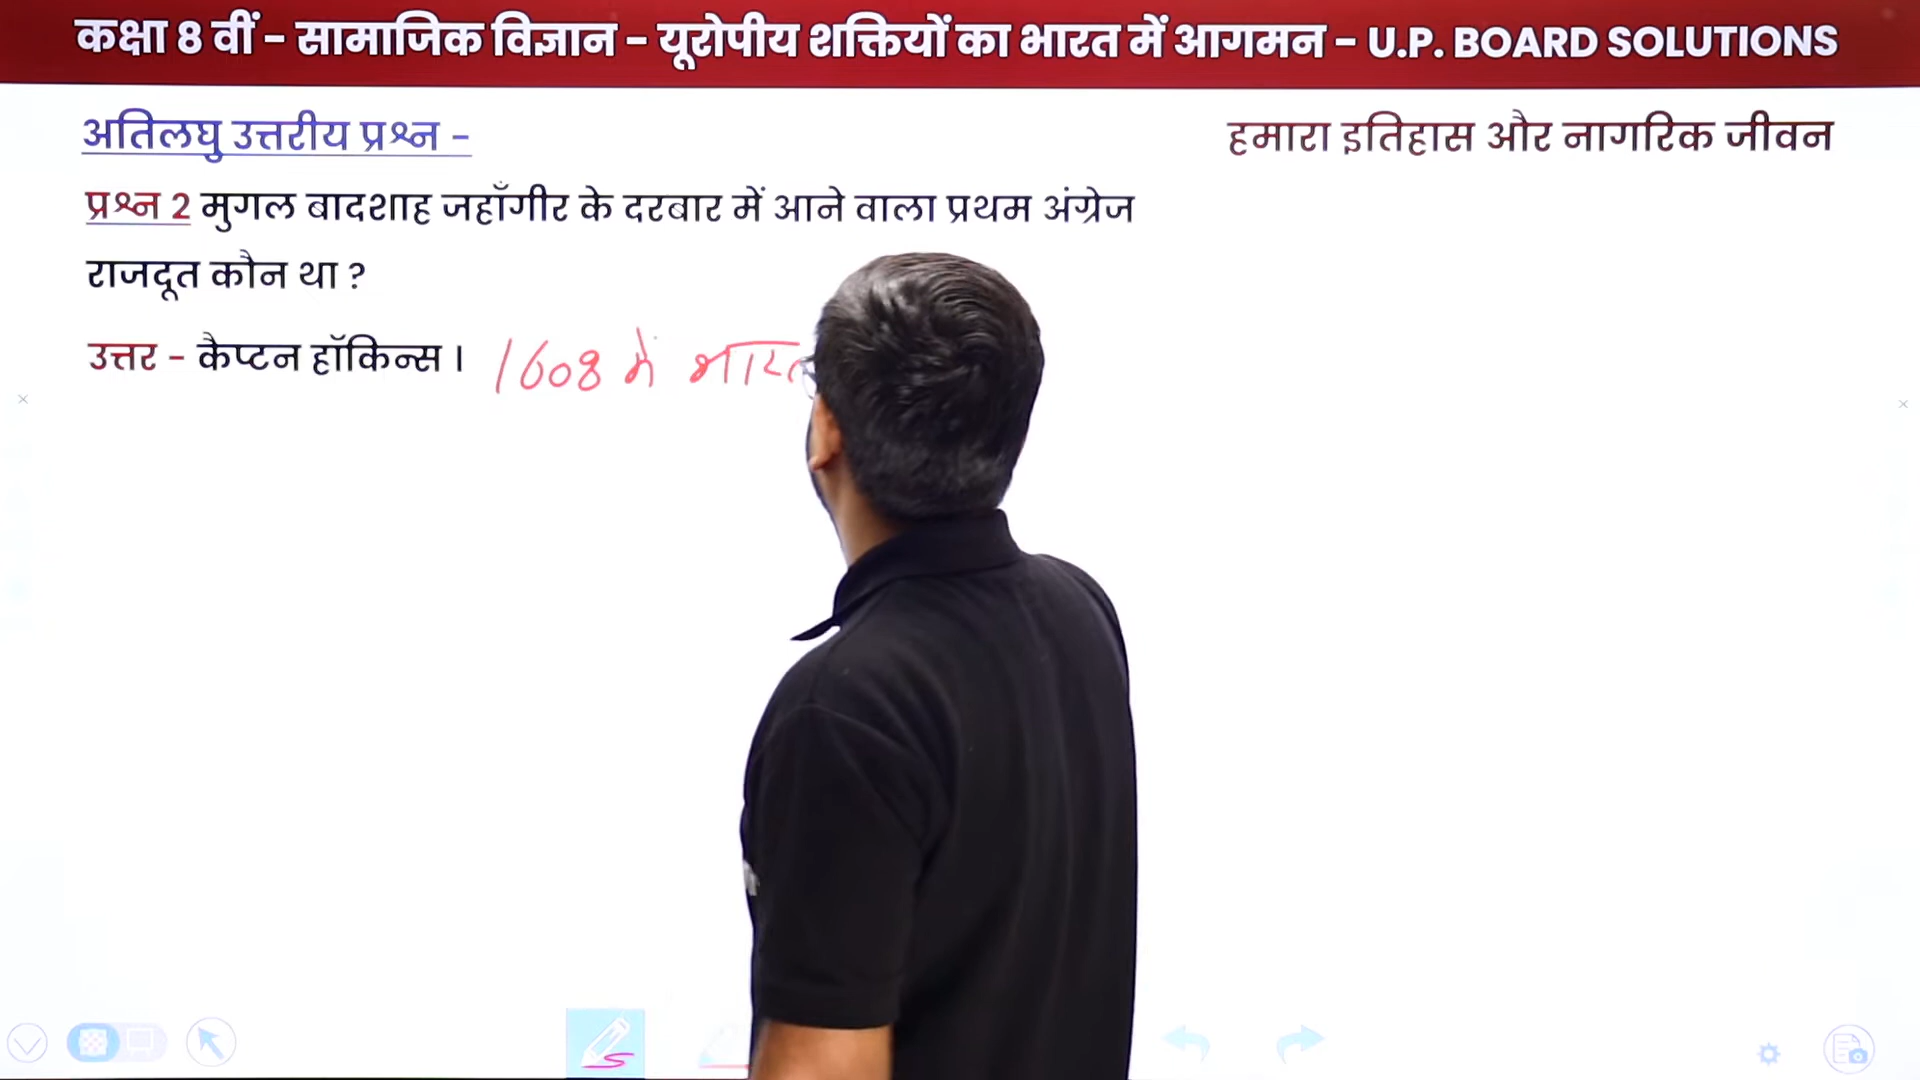 कक्षा 8 वीं - सामाजिक विज्ञान - यूरोपीय शक्तियों का भारत में आगमन - U.P. BOARD SOLUTIONS
अतिलघु उत्तरीय प्रश्न -
हमारा इतिहास और नागरिक जीवन
प्रश्न 2 मुगल बादशाह जहाँगीर के दरबार में आने वाला प्रथम अंग्रेज
राजदूत कौन था ?
उत्तर - कैप्टन हॉकिन्स । 1608 में भारत